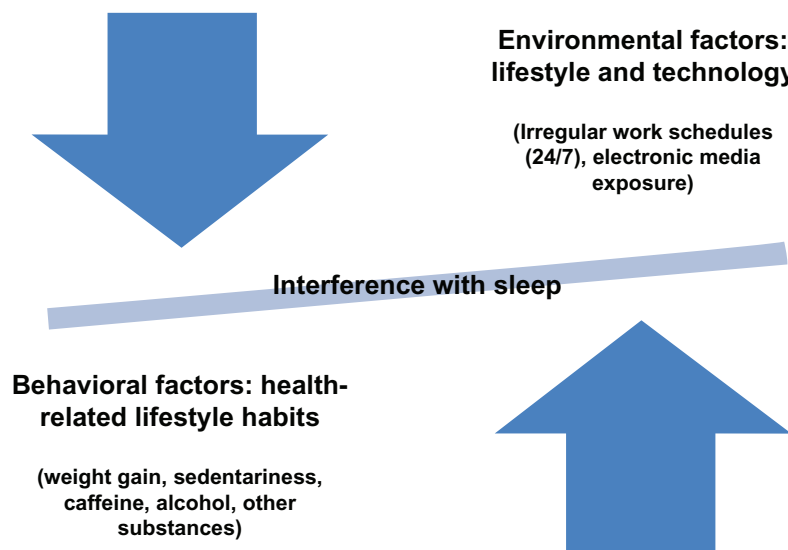 Environmental factors:
lifestyle and technology
(Irregular work schedules
(24/7), electronic media
exposure)
Interference with sleep
Behavioral factors: health-
related lifestyle habits
(weight gain, sedentariness,
caffeine, alcohol, other
substances)